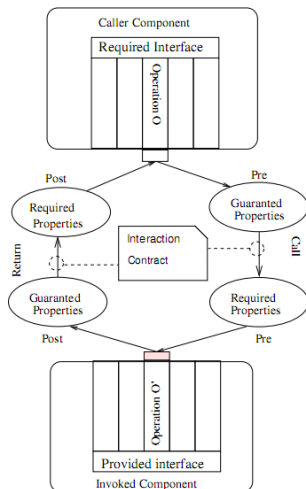 Caller Component
Required Interface
Operation O
Post
Pre
Required
Properties
Guaranted
Properties
Interaction
Contract
Return
Call
Guaranted
Properties
Required
Properties
Post
Pre
Operation O'
Provided interface
Invoked Component